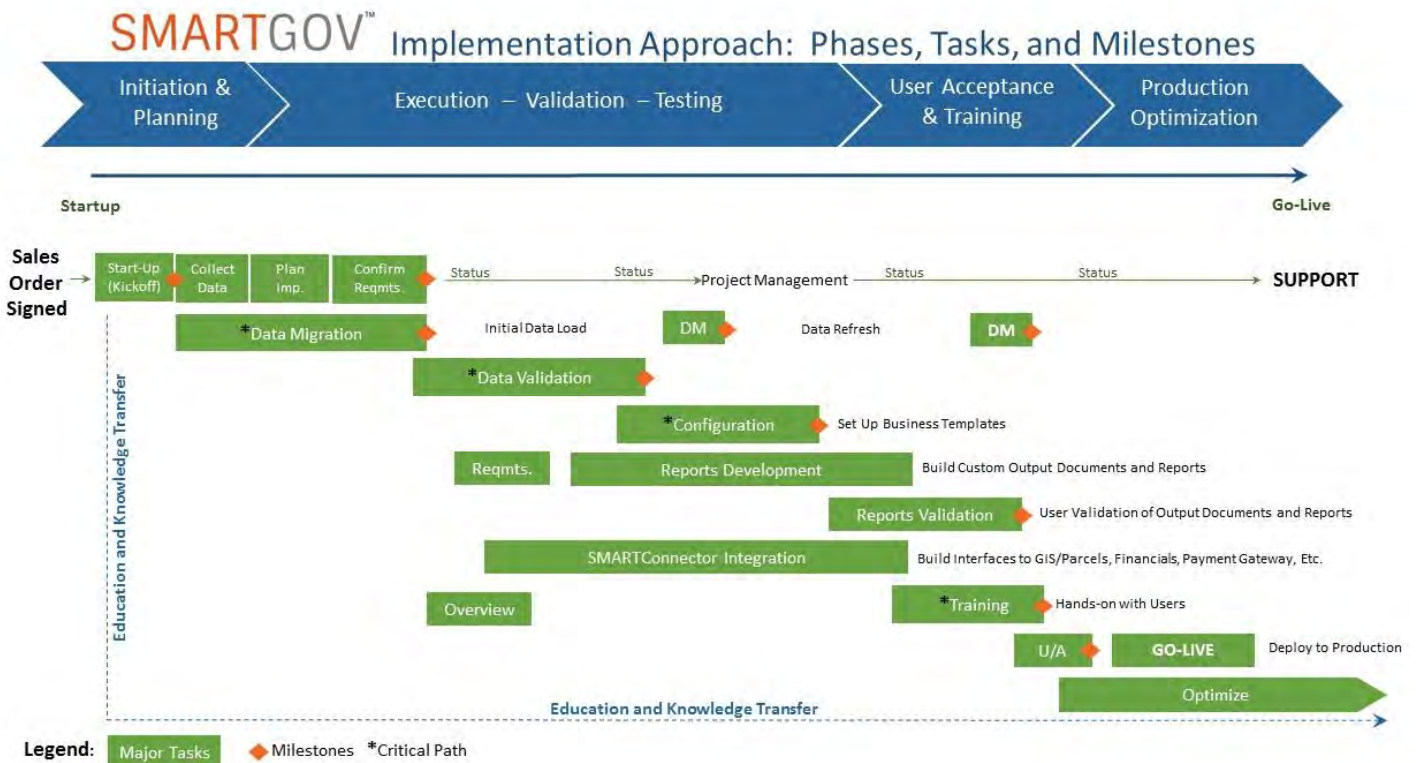 SMARTGOV™ Implementation Approach: Phases, Tasks, and Milestones
Initiation &
Planning
Execution – Validation – Testing
User Acceptance
& Training
Production
Optimization
Startup
Go-Live
Sales
Order
Signed
Start-Up
(Kickoff)
Collect
Data
Plan
Imp.
Confirm
Reqmts.
Status
Status
Project Management
Status
Status
SUPPORT
*Data Migration
Initial Data Load
DM
Data Refresh
DM
*Data Validation
*Configuration
Set Up Business Templates
Reqmts.
Reports Development
Build Custom Output Documents and Reports
Reports Validation
User Validation of Output Documents and Reports
SMARTConnector Integration
Build Interfaces to GIS/Parcels, Financials, Payment Gateway, Etc.
Overview
*Training
Hands-on with Users
U/A
GO-LIVE
Deploy to Production
Optimize
Education and Knowledge Transfer
Education and Knowledge Transfer
Legend:
Major Tasks
Milestones
*Critical Path